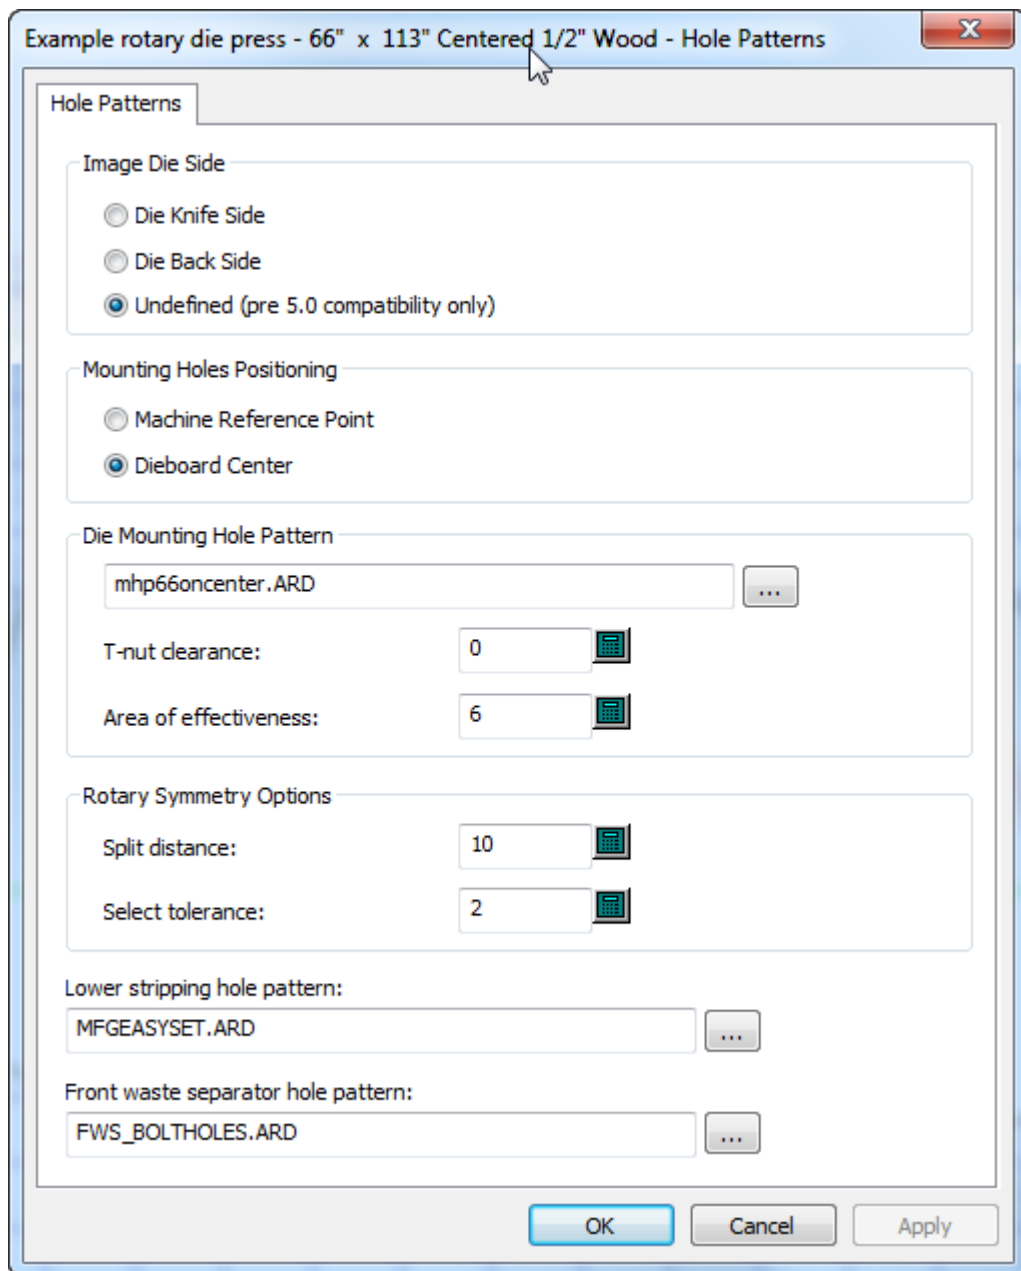 Example rotary die press - 66" x 113" Centered 1/2" Wood - Hole Patterns
Hole Patterns
Image Die Side
Die Knife Side
Die Back Side
Undefined (pre 5.0 compatibility only)
Mounting Holes Positioning
Machine Reference Point
Dieboard Center
Die Mounting Hole Pattern
mhp66oncenter.ARD ...
T-nut clearance: 0
Area of effectiveness: 6
Rotary Symmetry Options
Split distance: 10
Select tolerance: 2
Lower stripping hole pattern:
MFGEASYSET.ARD ...
Front waste separator hole pattern:
FWS_BOLTHOLES.ARD ...
OK Cancel Apply